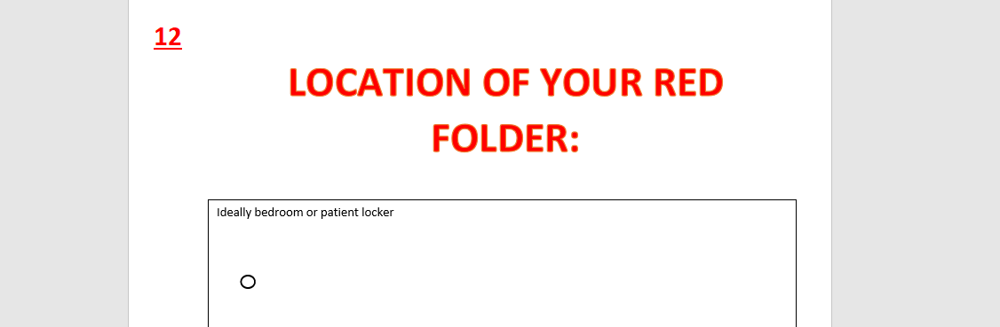 12
LOCATION OF YOUR RED
FOLDER:
Ideally bedroom or patient locker
O